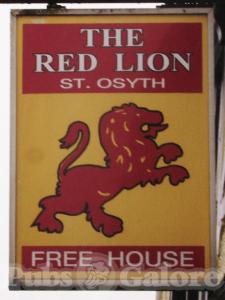 THE
RED LION
ST. OSYTH
FREE HOUSE
Pubs Galore